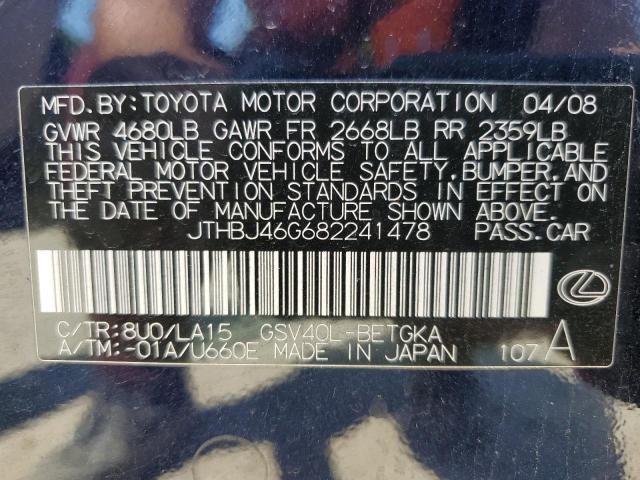 MFD. BY: TOYOTA MOTOR CORPORATION 04/08
GVWR 4680LB GAWR FR 2668LB RR 2359LB
THIS VEHICLE CONFORMS TO ALL APPLICABLE
FEDERAL MOTOR VEHICLE SAFETY, BUMPER, AND
THEFT PREVENTION STANDARDS IN EFFECT ON
THE DATE OF MANUFACTURE SHOWN ABOVE.
JTHBJ46G682241478 PASS. CAR
C/TR: 8U0/LA15 GSV40L-BETGKA
A/TM: -01A/U660E MADE IN JAPAN 107 A